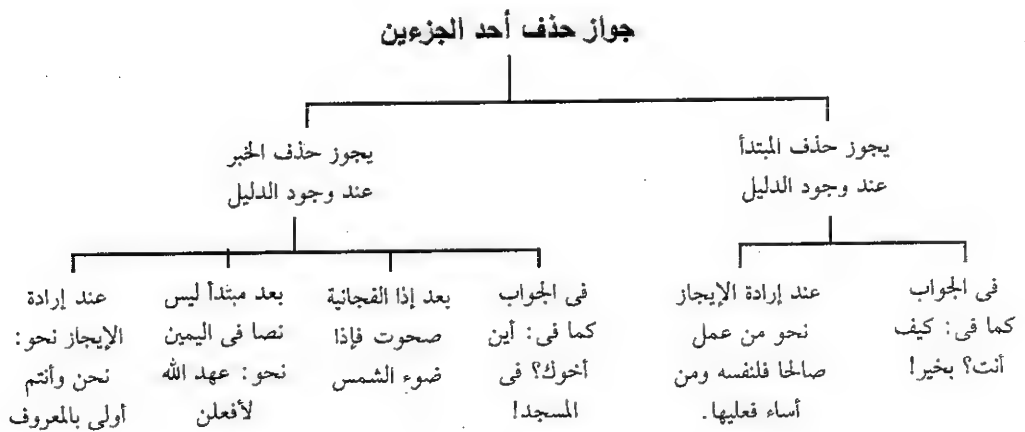 جواز حذف أحد الجزءين
يجوز حذف المبتدأ
عند وجود الدليل
يجوز حذف الخبر
عند وجود الدليل
فى الجواب
كما فى: كيف
أنت؟ بخير!
عند إرادة الإيجاز
نحو من عمل
صالحا فلنفسه ومن
أساء فعليها.
فى الجواب
كما فى: أين
أخوك؟ فى
المسجد!
بعد إذا الفجائية
صحوت فإذا
ضوء الشمس
بعد مبتدأ ليس
نصا فى اليمين
نحو: عهد الله
لأفعلن
عند إرادة
الإيجاز نحو:
نحن وأنتم
أولى بالمعروف